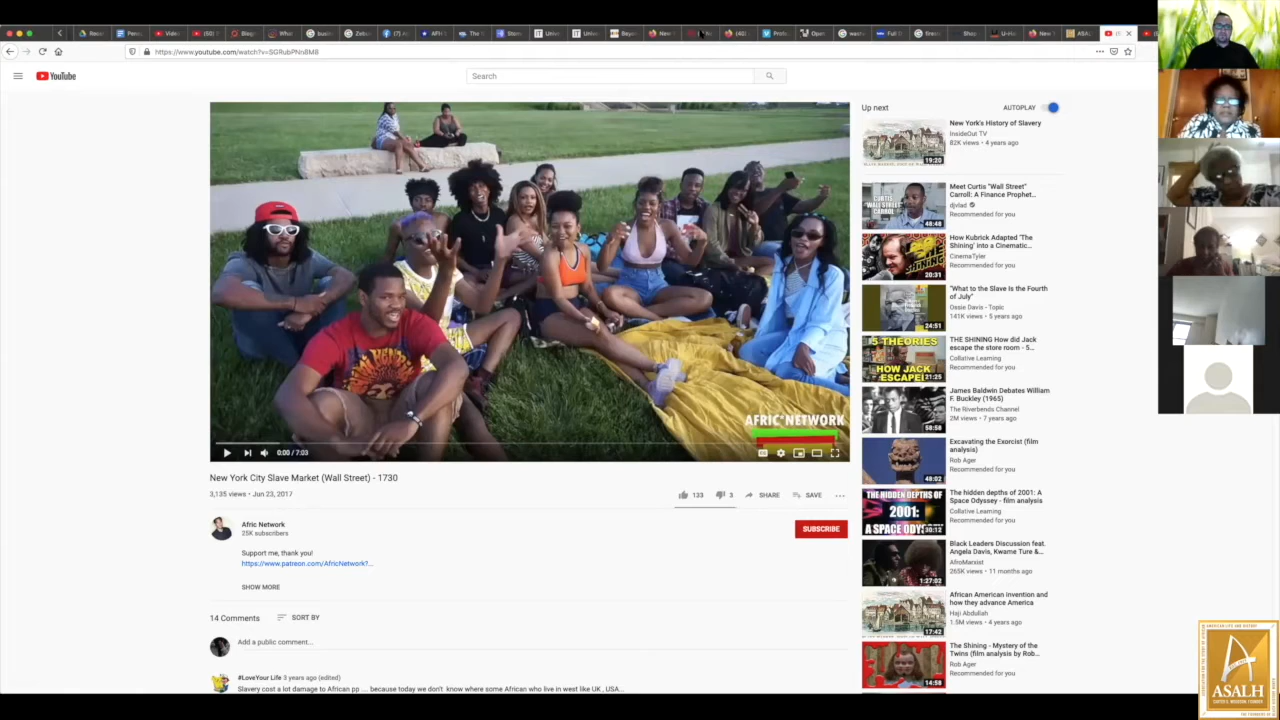 https://www.youtube.com/watch?v=SGRubPNn8M8
YouTube
Search
AFRIC*NETWORK
0:00 / 7:03
New York City Slave Market (Wall Street) - 1730
3,135 views • Jun 23, 2017
133
3
SHARE
SAVE
Afric Network
25K subscribers
SUBSCRIBE
Support me, thank you!
https://www.patreon.com/AfricNetwork?...
SHOW MORE
14 Comments
SORT BY
Add a public comment...
#LoveYour Life 3 years ago (edited)
Slavery cost a lot damage to African pp .... because today we don't know where some African who live in west like UK , USA...
Up next
AUTOPLAY
19:20
New York's History of Slavery
InsideOut TV
82K views • 4 years ago
CURTIS
"WALL STREET"
CARROLL
48:48
Meet Curtis "Wall Street"
Carroll: A Finance Prophet...
djvlad
Recommended for you
20:31
How Kubrick Adapted 'The
Shining' into a Cinematic...
CinemaTyler
Recommended for you
24:51
"What to the Slave is the Fourth
of July"
Ossie Davis - Topic
141K views • 5 years ago
5 THEORIES
HOW JACK
ESCAPED
21:25
THE SHINING How did Jack
escape the store room - 5...
Collative Learning
Recommended for you
58:58
James Baldwin Debates William
F. Buckley (1965)
The Riverbends Channel
2M views • 7 years ago
48:02
Excavating the Exorcist (film
analysis)
Rob Ager
Recommended for you
THE HIDDEN DEPTHS OF
2001:
A SPACE ODYSSEY
30:12
The hidden depths of 2001: A
Space Odyssey - film analysis
Collative Learning
Recommended for you
1:27:02
Black Leaders Discussion feat.
Angela Davis, Kwame Ture &...
AfroMarxist
265K views • 11 months ago
17:42
African American invention and
how they advance America
Haji Abdullah
1.5M views • 4 years ago
14:58
The Shining - Mystery of the
Twins (film analysis by Rob...
Rob Ager
Recommended for you
ASALH